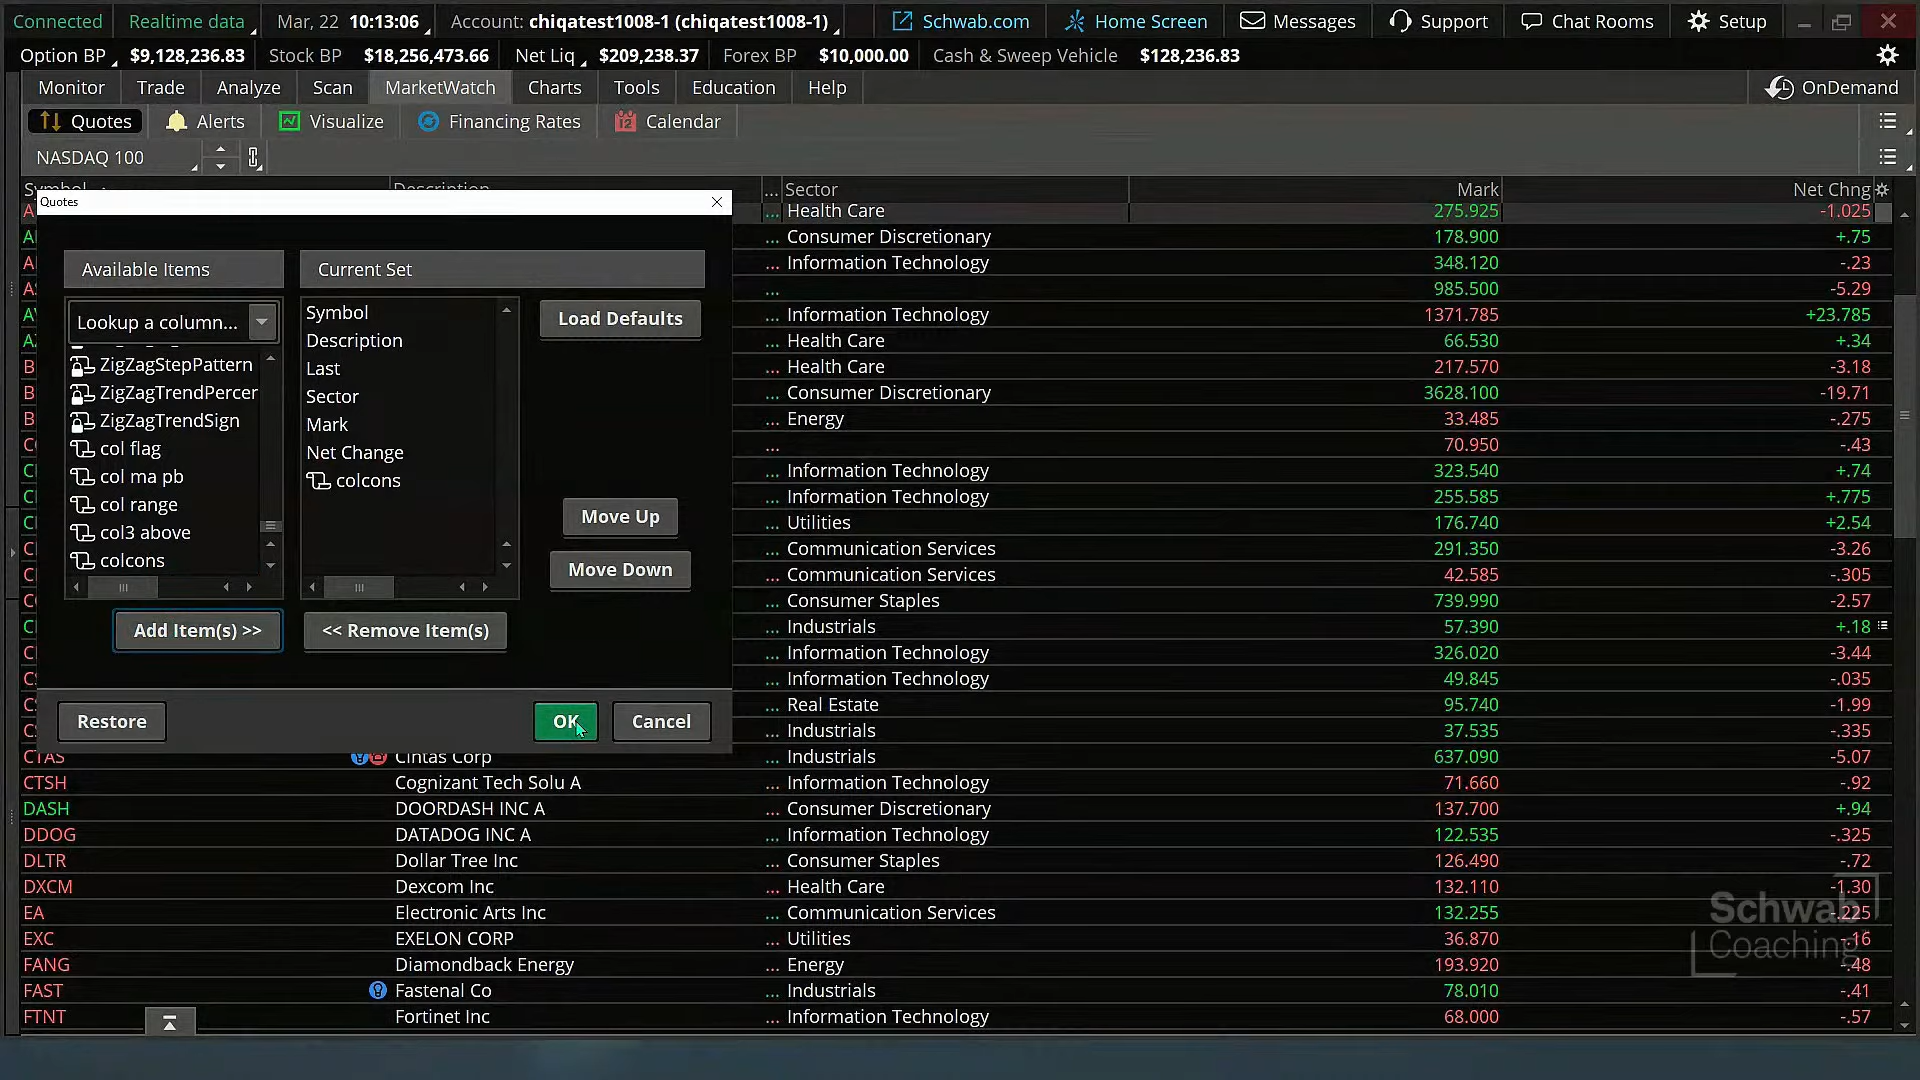 Connected Realtime data Mar, 22 10:13:06 Account: chiqatest1008-1 (chiqatest1008-1) Schwab.com Home Screen Messages Support Chat Rooms Setup
Option BP $9,128,236.83 Stock BP $18,256,473.66 Net Liq $209,238.37 Forex BP $10,000.00 Cash & Sweep Vehicle $128,236.83
Monitor Trade Analyze Scan MarketWatch Charts Tools Education Help OnDemand
Quotes Alerts Visualize Financing Rates 12 Calendar
NASDAQ 100
... Sector Mark Net Chng
Quotes
Available Items Current Set
Lookup a column...
ZigZagStepPattern
ZigZagTrendPercer
ZigZagTrendSign
col flag
col ma pb
col range
col3 above
colcons
Symbol
Description
Last
Sector
Mark
Net Change
colcons
Load Defaults
Move Up
Move Down
Add Item(s) >> << Remove Item(s)
Restore OK Cancel
... Health Care 275.925 -1.025
... Consumer Discretionary 178.900 +.75
... Information Technology 348.120 -.23
... 985.500 -5.29
... Information Technology 1371.785 +23.785
... Health Care 66.530 +.34
... Health Care 217.570 -3.18
... Consumer Discretionary 3628.100 -19.71
... Energy 33.485 -.275
... 70.950 -.43
... Information Technology 323.540 +.74
... Information Technology 255.585 +.775
... Utilities 176.740 +2.54
... Communication Services 291.350 -3.26
... Communication Services 42.585 -.305
... Consumer Staples 739.990 -2.57
... Industrials 57.390 +.18
... Information Technology 326.020 -3.44
... Information Technology 49.845 -.035
... Real Estate 95.740 -1.99
... Industrials 37.535 -.335
CTAS Cintas Corp ... Industrials 637.090 -5.07
CTSH Cognizant Tech Solu A ... Information Technology 71.660 -.92
DASH DOORDASH INC A ... Consumer Discretionary 137.700 +.94
DDOG DATADOG INC A ... Information Technology 122.535 -.325
DLTR Dollar Tree Inc ... Consumer Staples 126.490 -.72
DXCM Dexcom Inc ... Health Care 132.110 -1.30
EA Electronic Arts Inc ... Communication Services 132.255 -.225
EXC EXELON CORP ... Utilities 36.870 -.16
FANG Diamondback Energy ... Energy 193.920 -.48
FAST Fastenal Co ... Industrials 78.010 -.41
FTNT Fortinet Inc ... Information Technology 68.000 -.57
Schwab
Coaching